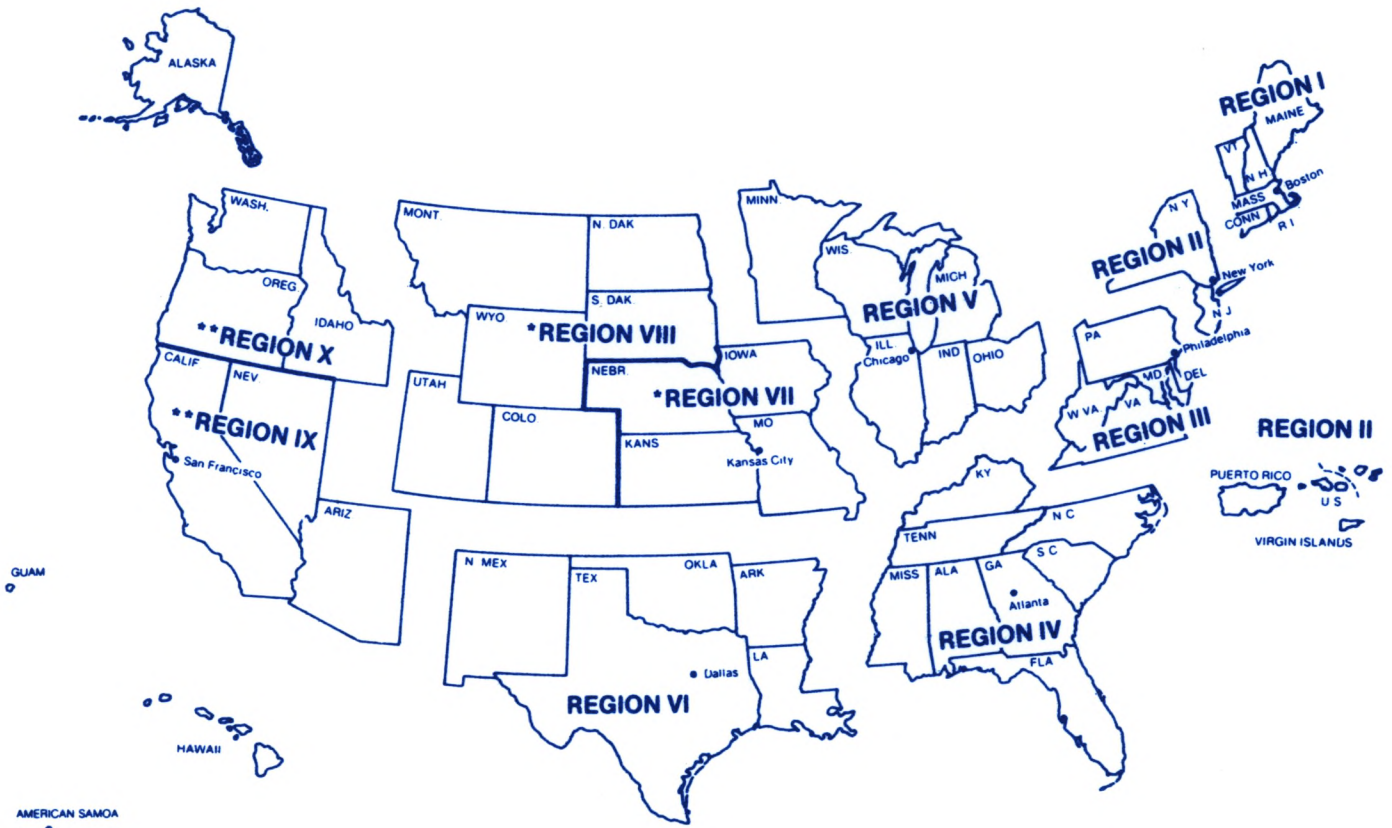 ALASKA
REGION I
MAINE
VT
N H
Boston
MASS
CONN
R I
WASH.
MONT.
N. DAK
MINN.
N Y
OREG.
S. DAK.
WIS.
MICH
REGION II
New York
IDAHO
WYO
*REGION VIII
REGION V
N J
**REGION X
PA
Philadelphia
CALIF
NEV.
UTAH
NEBR.
IOWA
ILL.
Chicago
IND
OHIO
MD
DEL
*REGION VII
W VA.
VA
**REGION IX
COLO.
MO
REGION III
REGION II
KANS
San Francisco
Kansas City
KY
PUERTO RICO
U S
VIRGIN ISLANDS
ARIZ
N C
TENN
S C
GUAM
N MEX
TEX
OKLA
ARK
MISS
ALA
GA
Atlanta
REGION IV
LA
FLA
Dallas
REGION VI
HAWAII
AMERICAN SAMOA